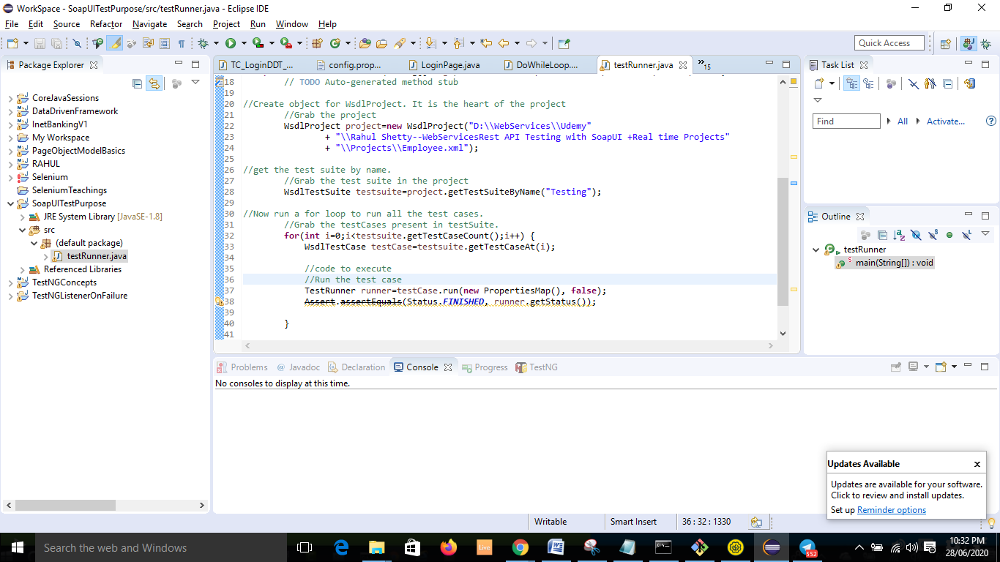 WorkSpace - SoapUITestPurpose/src/testRunner.java - Eclipse IDE
File Edit Source Refactor Navigate Search Project Run Window Help
Quick Access
Package Explorer
CoreJavaSessions
DataDrivenFramework
InetBankingV1
My Workspace
PageObjectModelBasics
RAHUL
Selenium
SeleniumTeachings
SoapUITestPurpose
JRE System Library [JavaSE-1.8]
src
(default package)
testRunner.java
Referenced Libraries
TestNGConcepts
TestNGListenerOnFailure
TC_LoginDDT_... config.prop... LoginPage.java DoWhileLoop.... testRunner.java »15
18 // TODO Auto-generated method stub
19
20 //Create object for WsdlProject. It is the heart of the project
21 //Grab the project
22 WsdlProject project=new WsdlProject("D:\\WebServices\\Udemy"
23 + "\\Rahul Shetty--WebServicesRest API Testing with SoapUI +Real time Projects"
24 + "\\Projects\\Employee.xml");
25
26 //get the test suite by name.
27 //Grab the test suite in the project
28 WsdlTestSuite testsuite=project.getTestSuiteByName("Testing");
29
30 //Now run a for loop to run all the test cases.
31 //Grab the testCases present in testSuite.
32 for(int i=0;i<testsuite.getTestCaseCount();i++) {
33 WsdlTestCase testCase=testsuite.getTestCaseAt(i);
34
35 //code to execute
36 //Run the test case
37 TestRunner runner=testCase.run(new PropertiesMap(), false);
38 Assert.assertEquals(Status.FINISHED, runner.getStatus());
39
40 }
41
Task List
Find All Activate...
Outline
testRunner
main(String[]) : void
Problems @ Javadoc Declaration Console Progress TestNG
No consoles to display at this time.
Updates Available
Updates are available for your software.
Click to review and install updates.
Set up Reminder options
Writable Smart Insert 36 : 32 : 1330
Search the web and Windows
Live
552
10:32 PM
28/06/2020